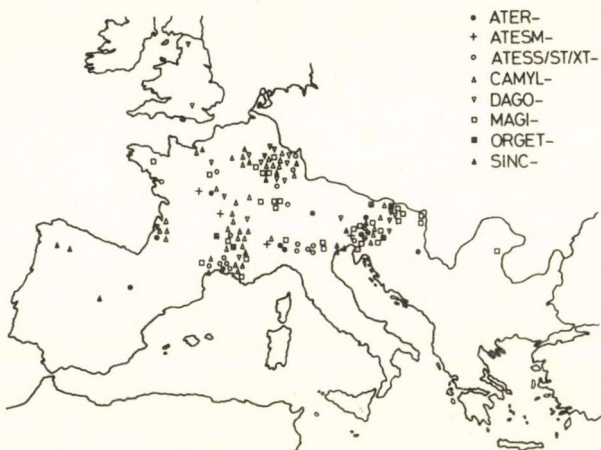 ● ATER-
+ ATESM-
○ ATESS/ST/XT-
△ CAMYL-
▽ DAGO-
□ MAGI-
■ ORGET-
▲ SINC-